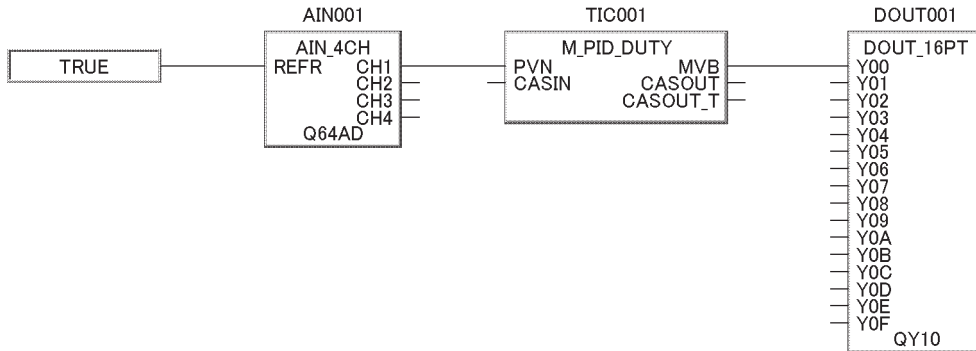 AIN001 TIC001 DOUT001
AIN_4CH M_PID_DUTY DOUT_16PT
TRUE REFR CH1 PVN MVB Y00
CH2 CASIN CASOUT Y01
CH3 CASOUT_T Y02
CH4 Y03
Q64AD Y04
Y05
Y06
Y07
Y08
Y09
Y0A
Y0B
Y0C
Y0D
Y0E
Y0F
QY10